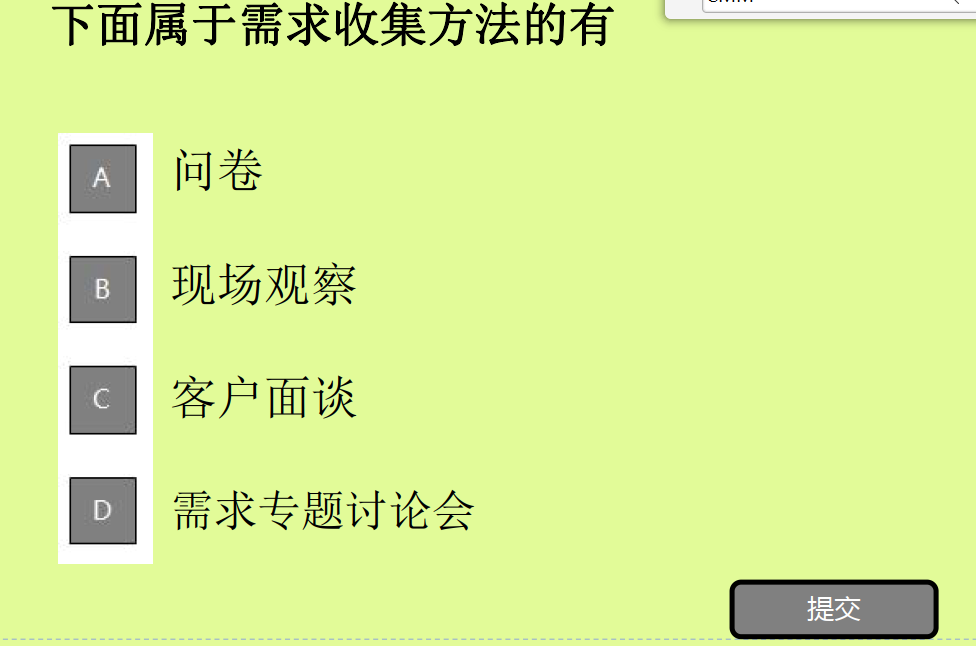 下面属于需求收集方法的有
A 问卷
B 现场观察
C 客户面谈
D 需求专题讨论会
提交